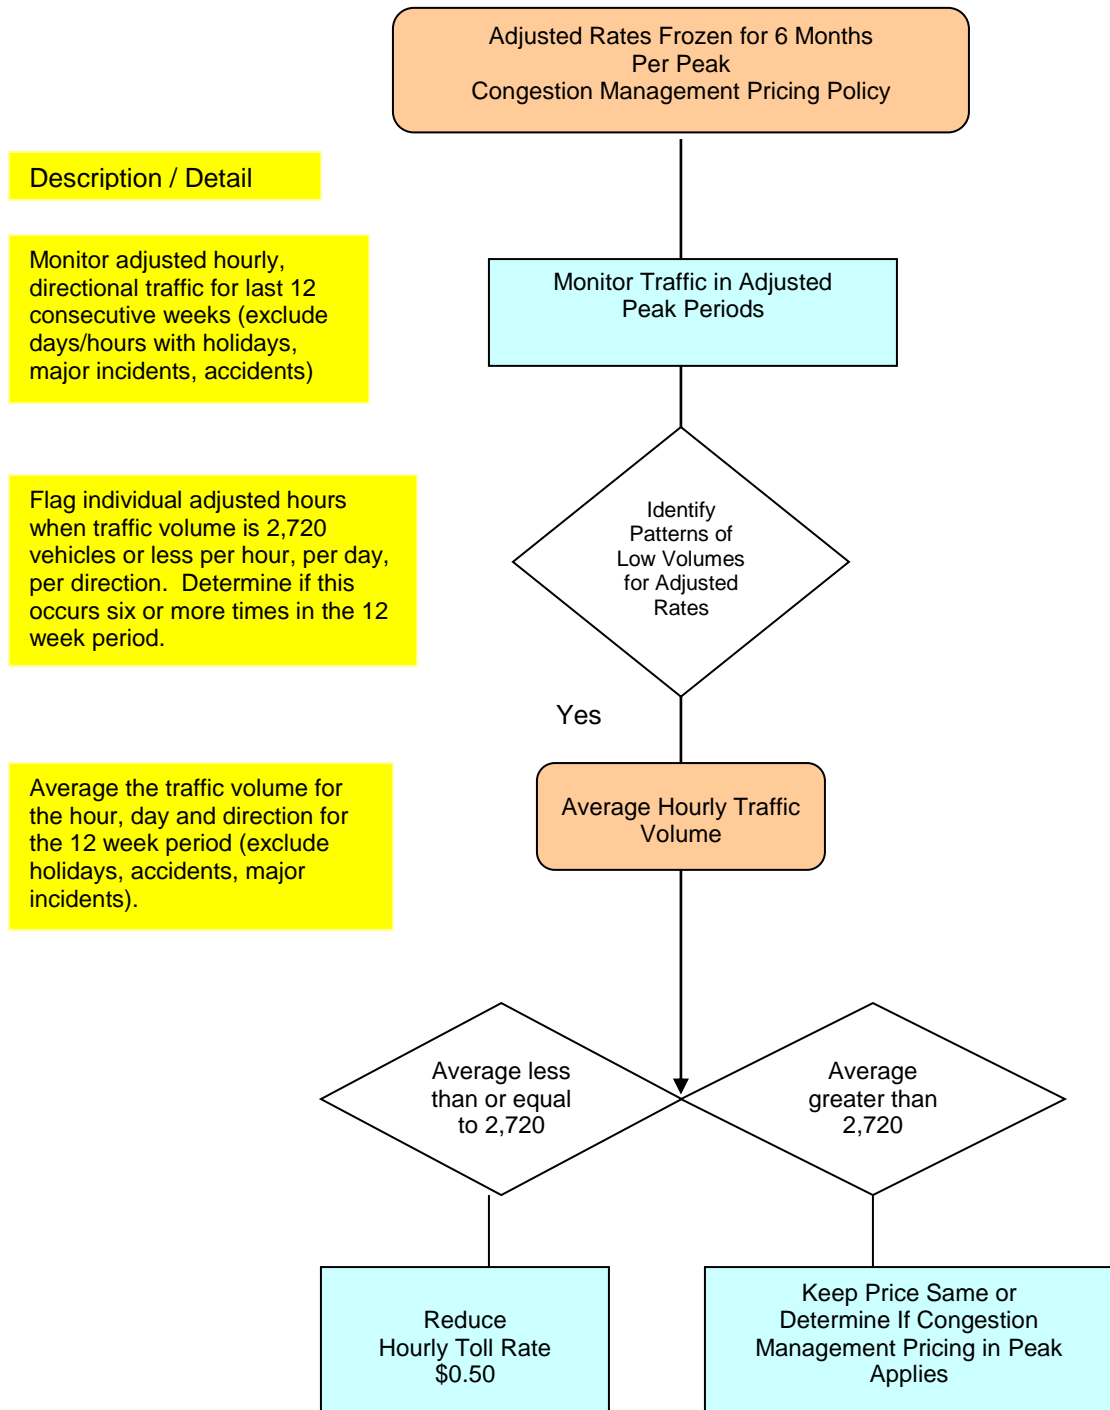 Adjusted Rates Frozen for 6 Months
Per Peak
Congestion Management Pricing Policy
Description / Detail
Monitor adjusted hourly,
directional traffic for last 12
consecutive weeks (exclude
days/hours with holidays,
major incidents, accidents)
Monitor Traffic in Adjusted
Peak Periods
Flag individual adjusted hours
when traffic volume is 2,720
vehicles or less per hour, per day,
per direction.  Determine if this
occurs six or more times in the 12
week period.
Identify
Patterns of
Low Volumes
for Adjusted
Rates
Yes
Average the traffic volume for
the hour, day and direction for
the 12 week period (exclude
holidays, accidents, major
incidents).
Average Hourly Traffic
Volume
Average less
than or equal
to 2,720
Average
greater than
2,720
Reduce
Hourly Toll Rate
$0.50
Keep Price Same or
Determine If Congestion
Management Pricing in Peak
Applies